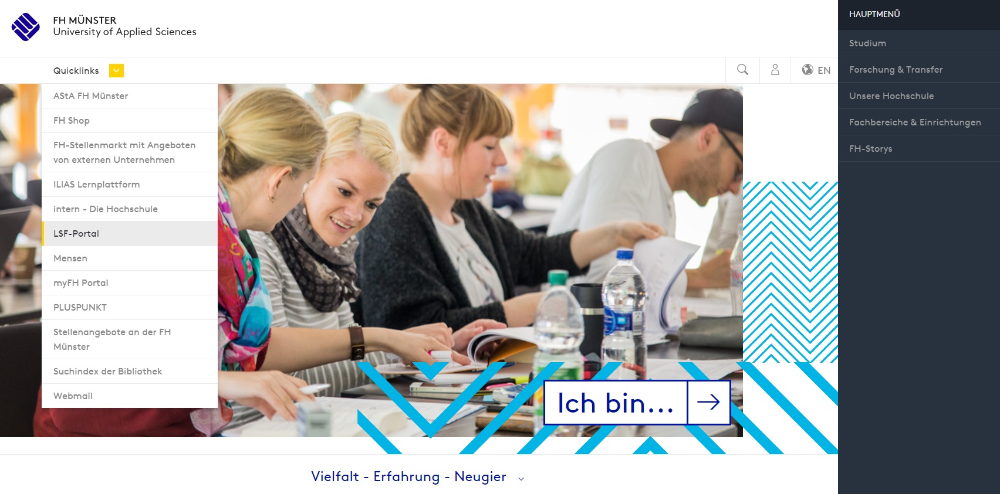 FH MÜNSTER
University of Applied Sciences
Quicklinks
EN
AStA FH Münster
FH Shop
FH-Stellenmarkt mit Angeboten
von externen Unternehmen
ILIAS Lernplattform
intern - Die Hochschule
LSF-Portal
Mensen
myFH Portal
PLUSPUNKT
Stellenangebote an der FH
Münster
Suchindex der Bibliothek
Webmail
Ich bin...
Vielfalt - Erfahrung - Neugier
HAUPTMENÜ
Studium
Forschung & Transfer
Unsere Hochschule
Fachbereiche & Einrichtungen
FH-Storys